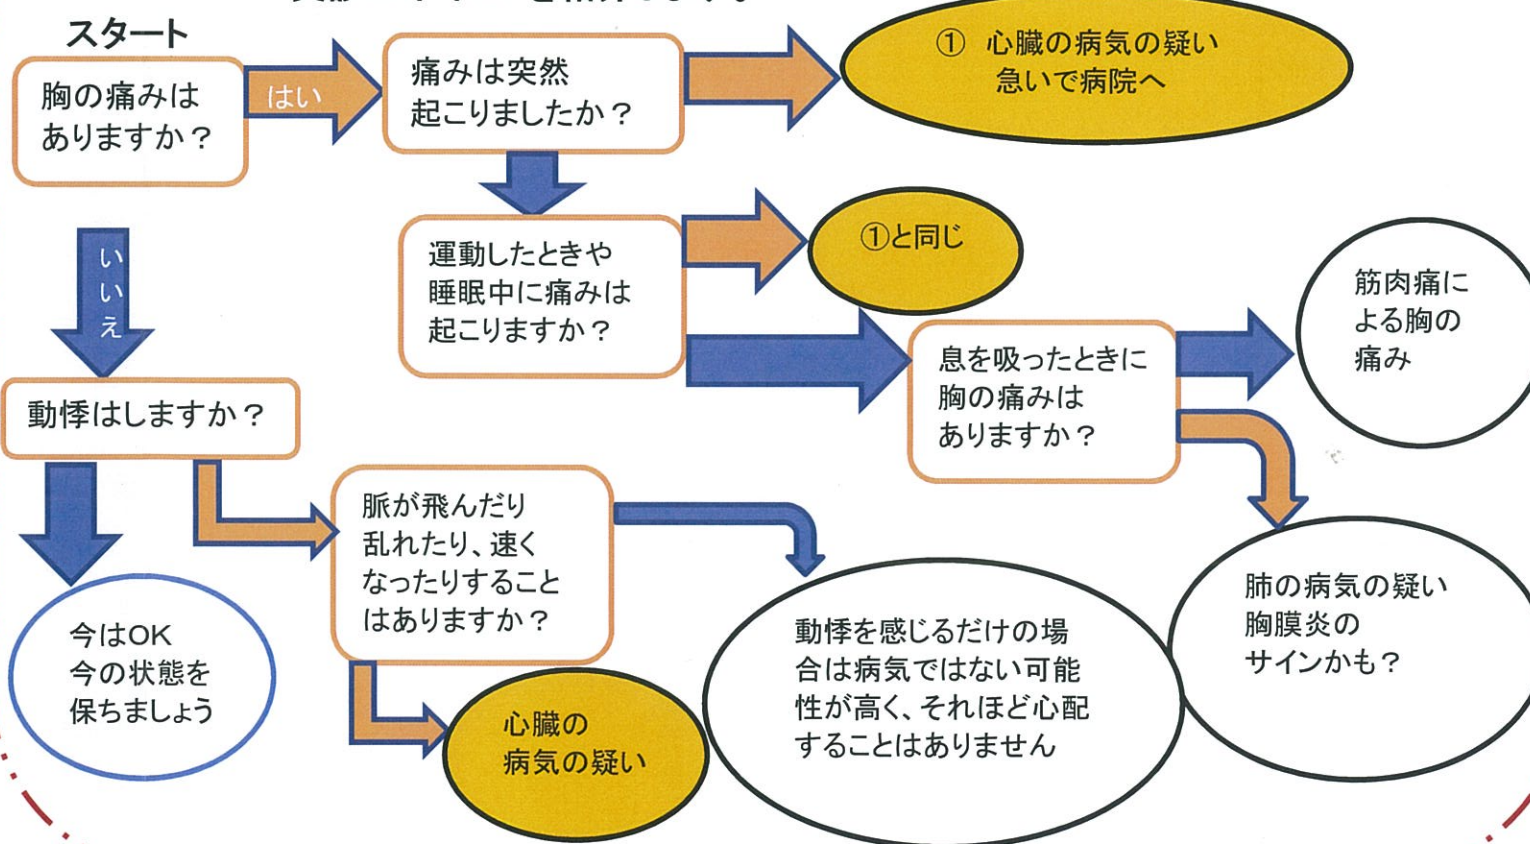 スタート
胸の痛みは
ありますか？
はい
痛みは突然
起こりましたか？
① 心臓の病気の疑い
急いで病院へ
いいえ
運動したときや
睡眠中に痛みは
起こりますか？
①と同じ
息を吸ったときに
胸の痛みは
ありますか？
筋肉痛に
よる胸の
痛み
動悸はしますか？
脈が飛んだり
乱れたり、速く
なったりすること
はありますか？
今はOK
今の状態を
保ちましょう
心臓の
病気の疑い
動悸を感じるだけの場
合は病気ではない可能
性が高く、それほど心配
することはありません
肺の病気の疑い
胸膜炎の
サインかも？